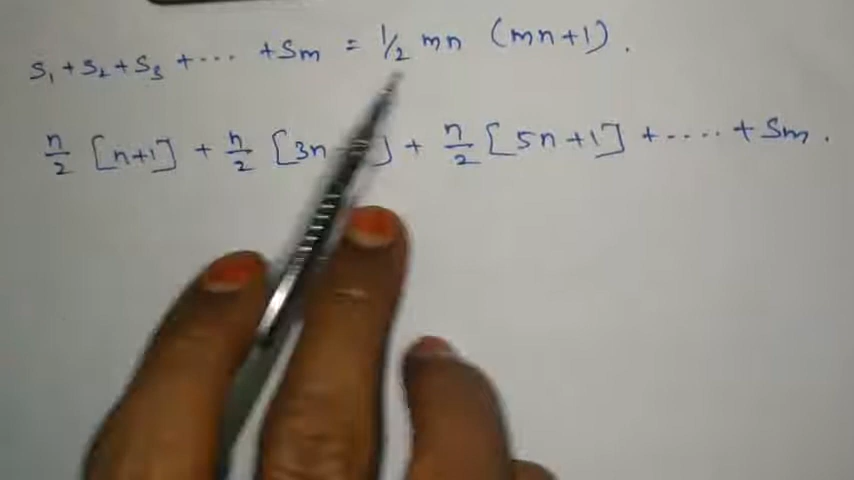 S₁ + S₂ + S₃ + ... + Sm = 1/2 mn (mn+1).
n/2 [n+1] + n/2 [3n ] + n/2 [5n+1] + .... + Sm.